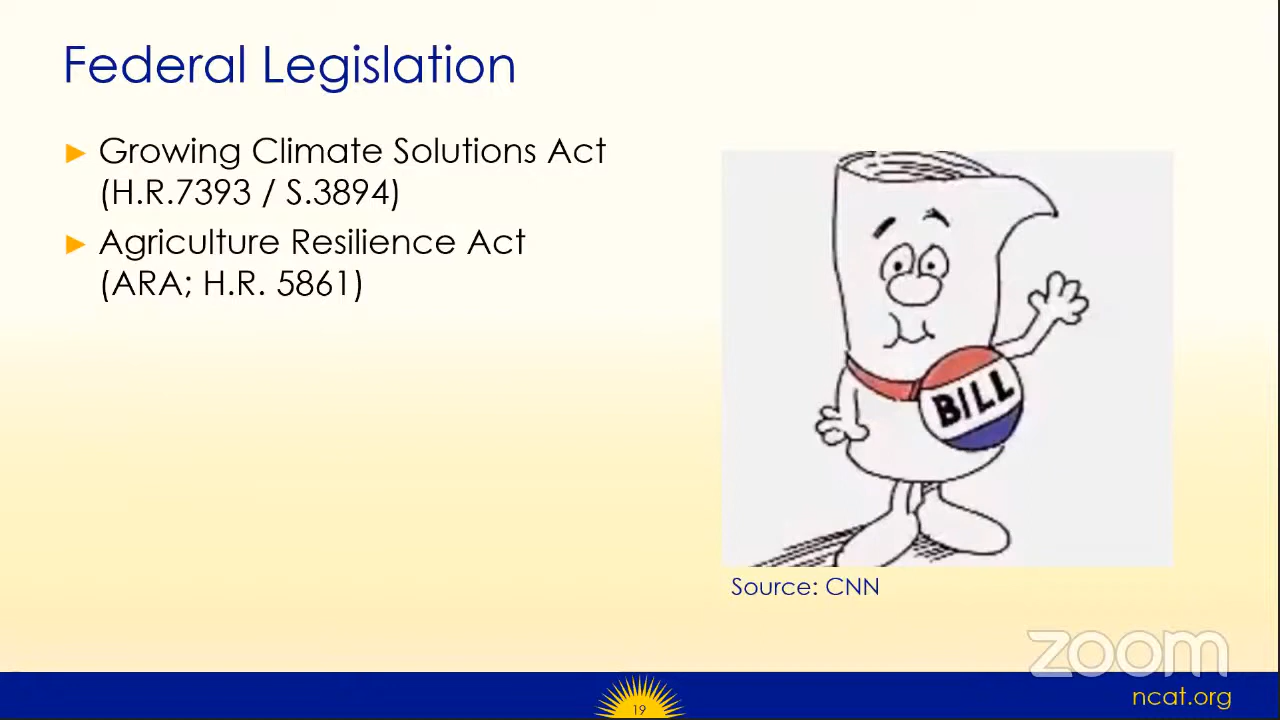 Federal Legislation
► Growing Climate Solutions Act
(H.R.7393 / S.3894)
► Agriculture Resilience Act
(ARA; H.R. 5861)
BILL
Source: CNN
zoom
19
ncat.org